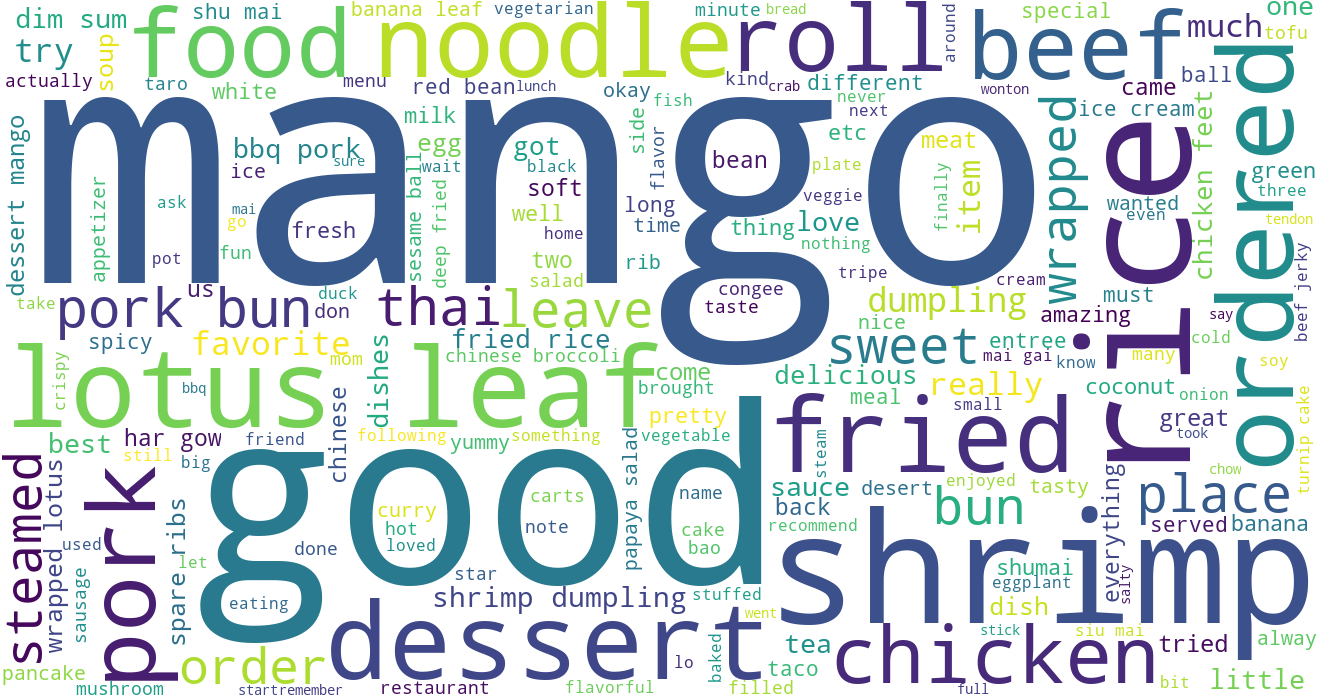 dim sum
shu mai
banana leaf
vegetarian
minute
bread
special
one
try
soup
food
noodle
roll
around
beef
much
tofu
actually
taro
white
menu
red bean
lunch
okay
fish
kind
crab
different
never
next
wonton
came
ball
ice cream
mango
dessert mango
appetizer
bbq pork
ice
sure
milk
egg
wait
got
black
soft
side
flavor
bean
etc
plate
veggie
meat
item
finally
wrapped
rice
chicken feet
ordered
green
three
wanted
even
tendon
ask
mai
go
fresh
pot
fun
sesame ball
deep fried
well
home
two
salad
long
time
rib
thing
love
nothing
tripe
congee
taste
cream
must
amazing
beef jerky
say
take
pork bun
us
duck
don
thai
leave
dumpling
nice
spicy
favorite
mom
fried rice
chinese broccoli
dishes
sweet
entree
mai gai
know
many
cold
soy
crispy
lotus leaf
bbq
come
brought
delicious
meal
really
small
coconut
onion
pretty
great
took
best
har gow
still
big
friend
chinese
following
yummy
something
vegetable
papaya salad
fried
steam
chow
turnip cake
steamed
wrapped lotus
used
pork
good
curry
hot
loved
carts
note
name
cake
bao
sauce
back
recommend
desert
enjoyed
tasty
bun
everything
place
served
banana
sausage
spare ribs
let
done
eating
star
shrimp dumpling
stuffed
went
shrimp
shumai
eggplant
dish
salty
pancake
mushroom
order
startremember
dessert
restaurant
lo
flavorful
baked
filled
tea
taco
chicken
stick
siu mai
full
tried
bit
alway
little